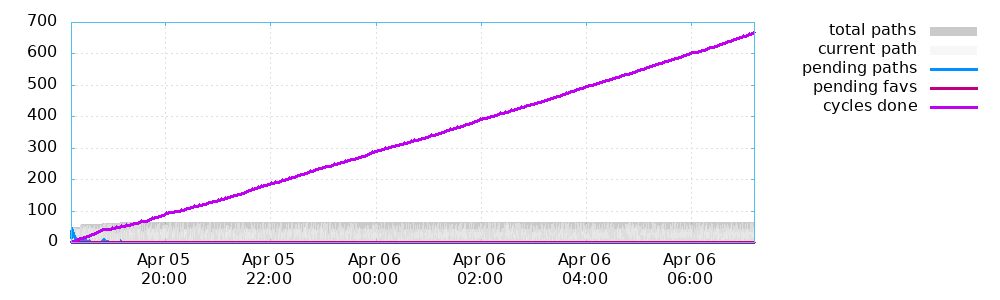 700
600
500
400
300
200
100
0
Apr 05 Apr 05 Apr 06 Apr 06 Apr 06 Apr 06
20:00 22:00 00:00 02:00 04:00 06:00
total paths
current path
pending paths
pending favs
cycles done